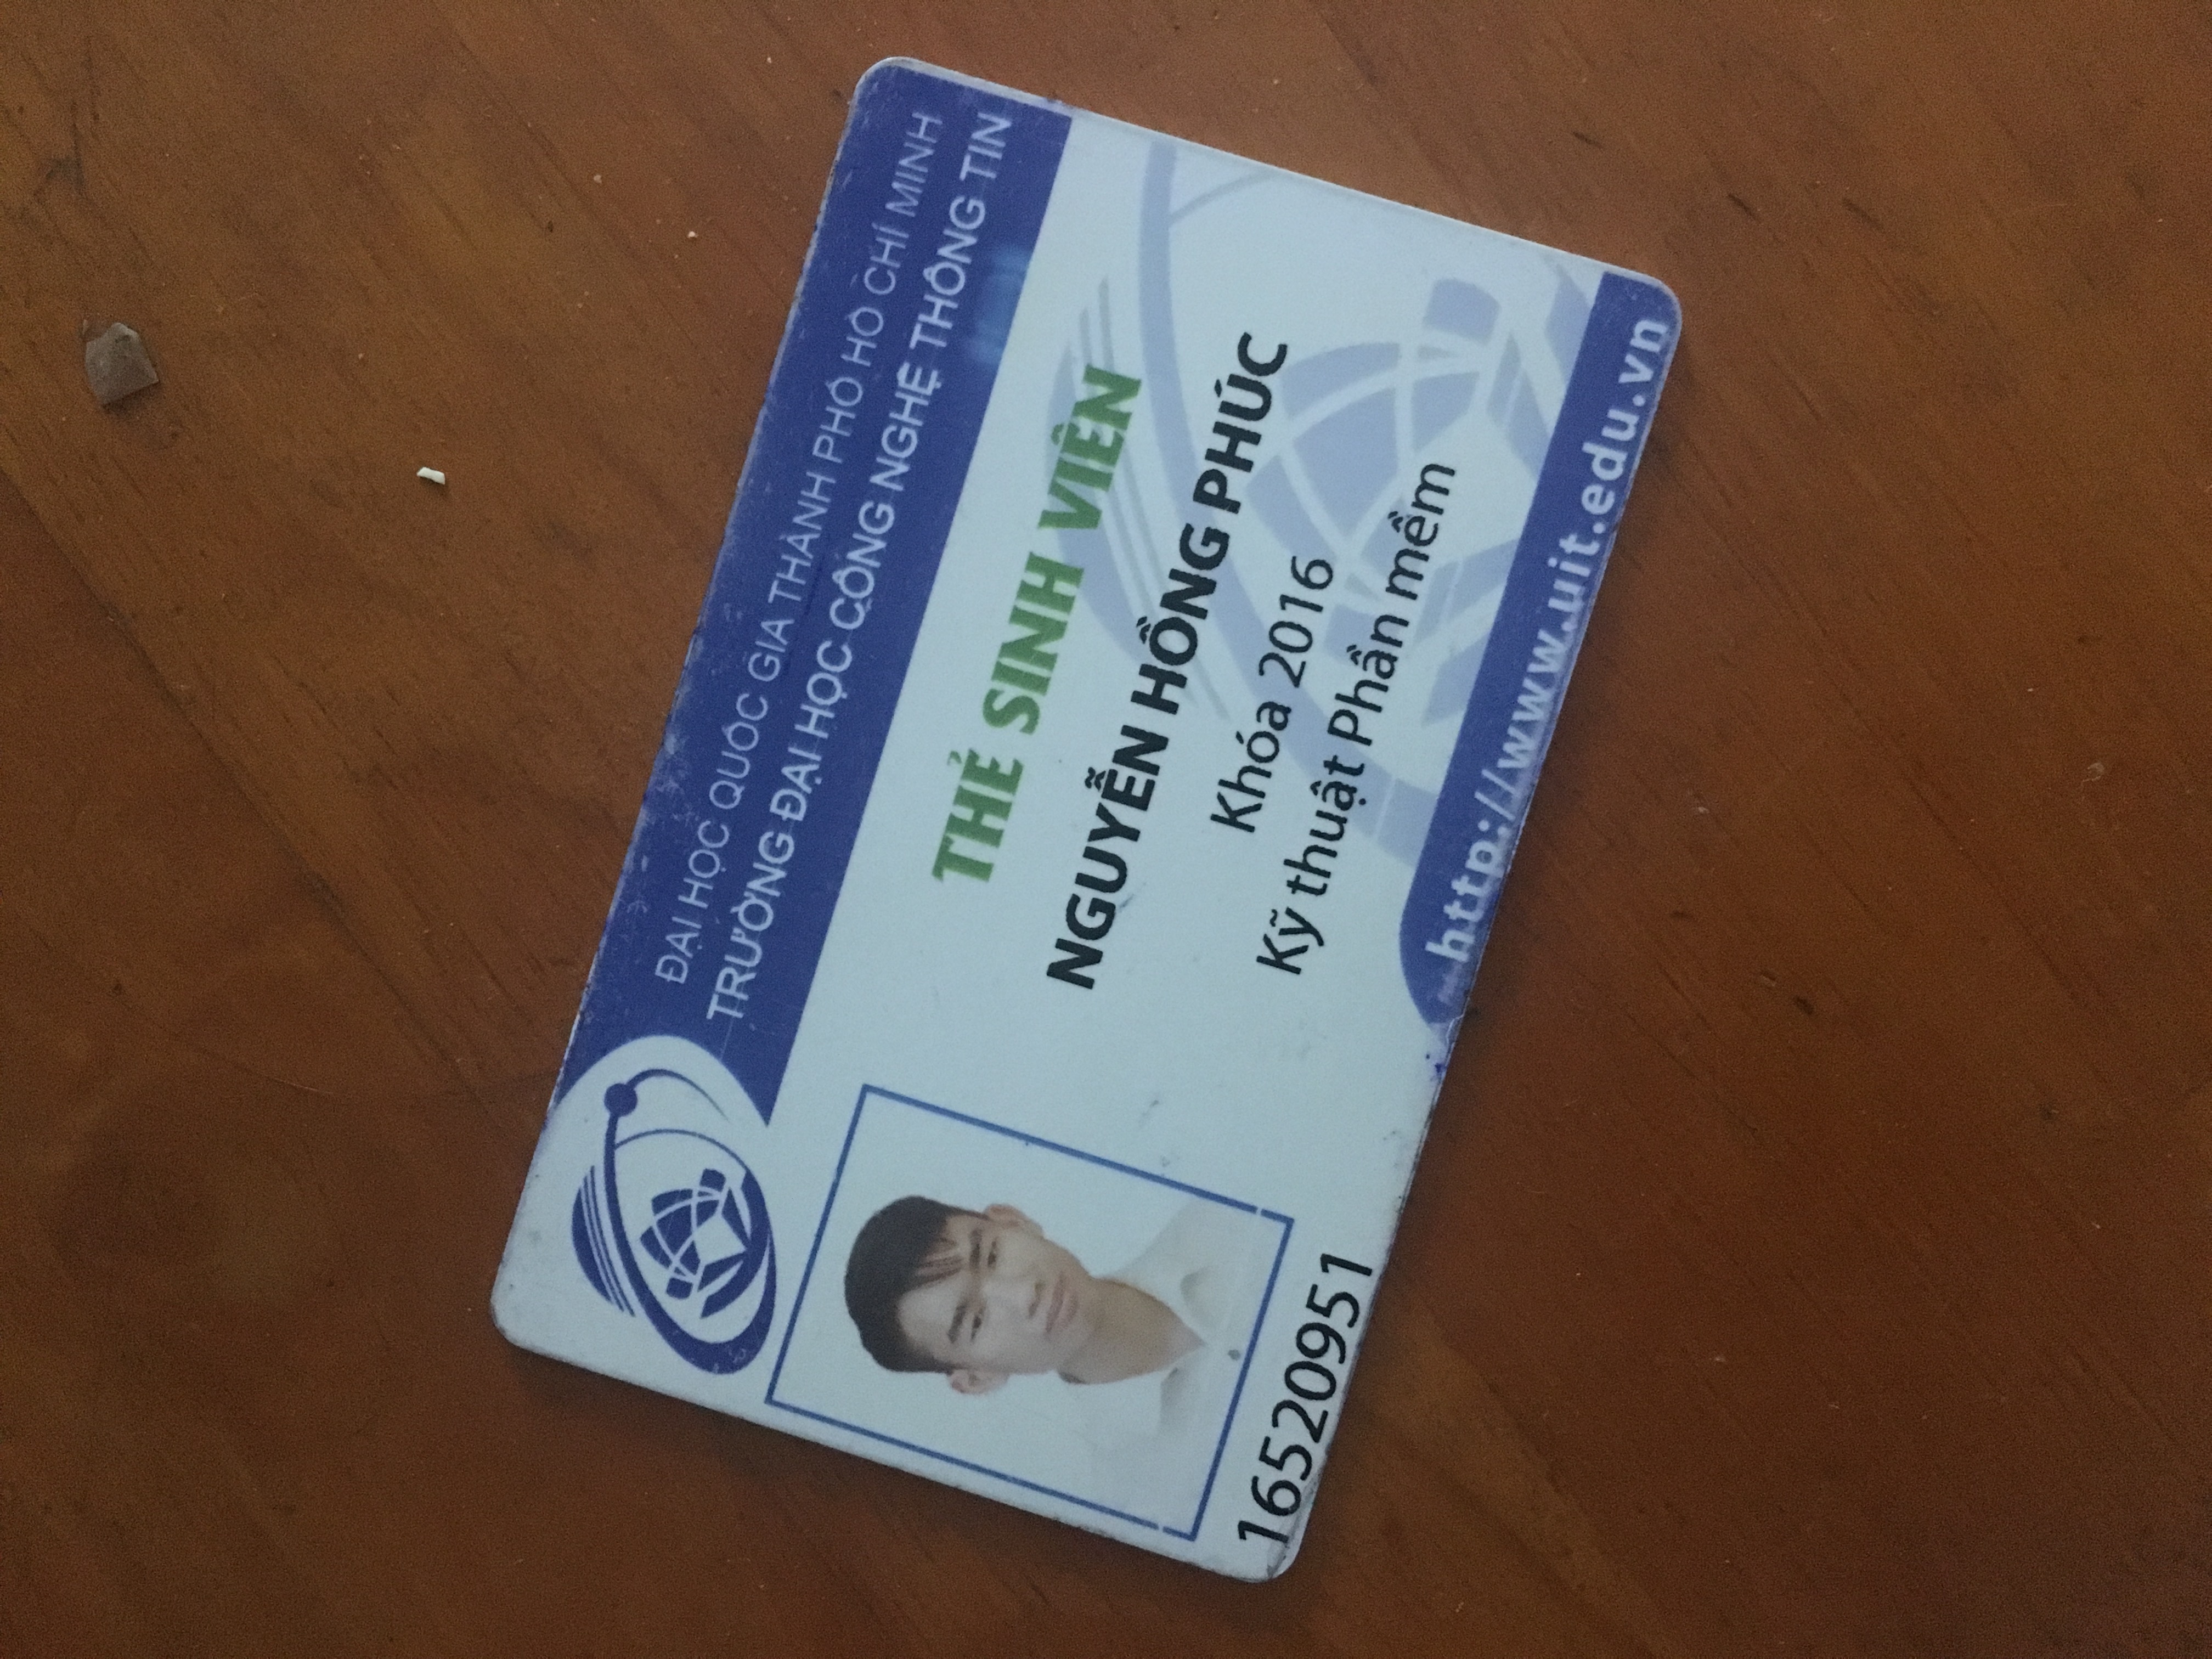 ĐẠI HỌC QUỐC GIA THÀNH PHỐ HỒ CHÍ MINH
TRƯỜNG ĐẠI HỌC CÔNG NGHỆ THÔNG TIN
THẺ SINH VIÊN
NGUYỄN HỒNG PHÚC
Khóa 2016
Kỹ thuật Phần mềm
16520951
http://www.uit.edu.vn